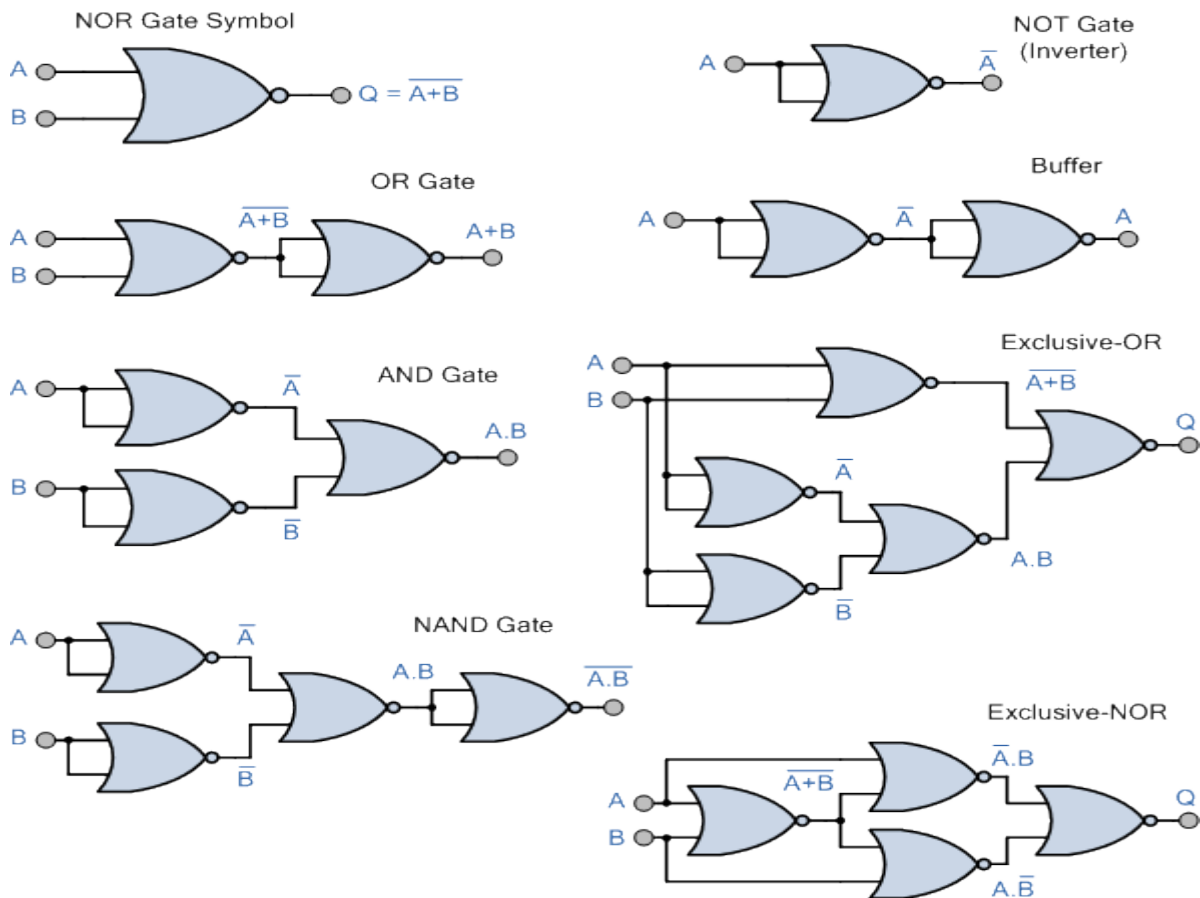 NOR Gate Symbol
A
B
Q = A̅+̅B̅
NOT Gate
(Inverter)
A
A̅
OR Gate
A
B
A̅+̅B̅
A+B
Buffer
A
A̅
A
AND Gate
A
B
A̅
B̅
A.B
Exclusive-OR
A
B
A̅+̅B̅
A̅
B̅
A.B
Q
NAND Gate
A
B
A̅
B̅
A.B
A̅.̅B̅
Exclusive-NOR
A
B
A̅+̅B̅
A̅.B
A.B̅
Q